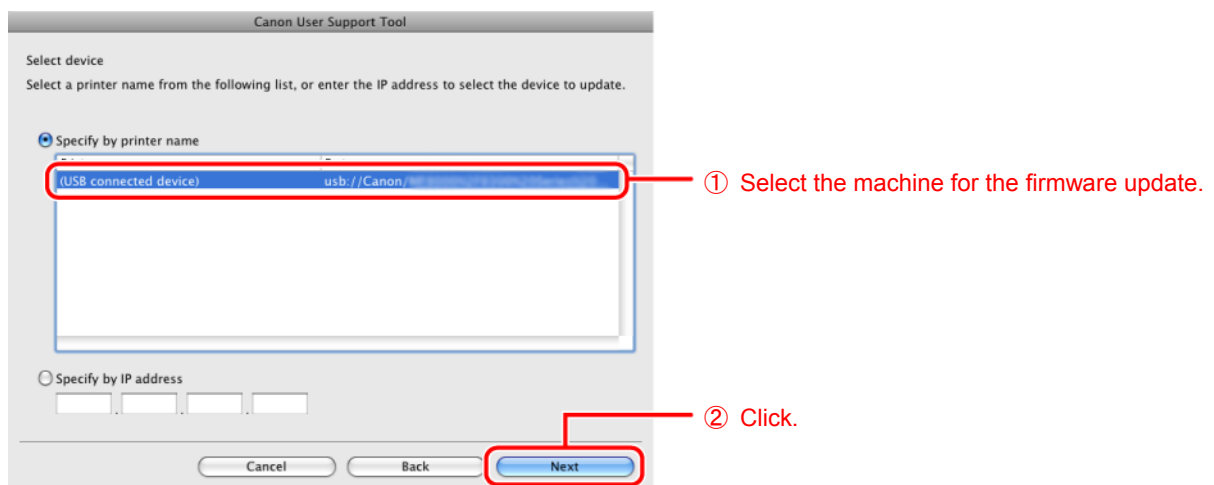 Canon User Support Tool
Select device
Select a printer name from the following list, or enter the IP address to select the device to update.
Specify by printer name
(USB connected device) usb://Canon/
① Select the machine for the firmware update.
Specify by IP address
. . .
② Click.
Cancel Back Next